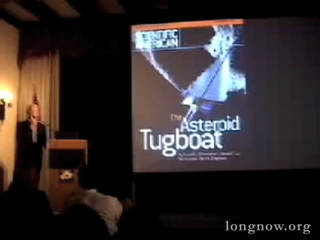 SCIENTIFIC
AMERICAN
The
Asteroid
Tugboat
longnow.org